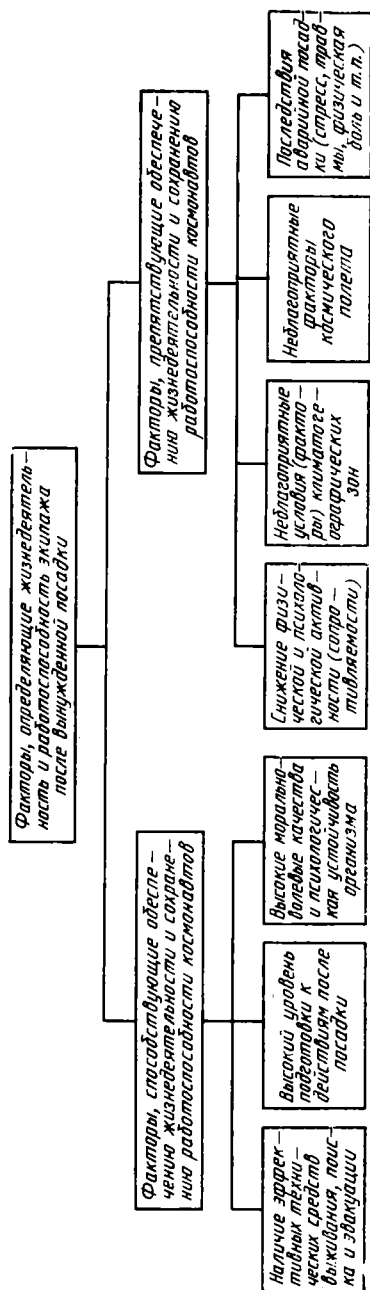 Факторы, определяющие жизнедеятель-
ность и работоспособность экипажа
после вынужденной посадки
Факторы, способствующие обеспе-
чению жизнедеятельности и сохране-
нию работоспособности космонавтов
Факторы, препятствующие обеспече-
нию жизнедеятельности и сохранению
работоспособности космонавтов
Наличие эффек-
тивных техни-
ческих средств
выживания, поис-
ка и эвакуации
Высокий уровень
подготовки к
действиям после
посадки
Высокие морально-
волевые качества
и психологичес-
кая устойчивость
организма
Снижение физи-
ческой и психоло-
гической актив-
ности (сопро-
тивляемости)
Неблагоприятные
условия (факто-
ры) климатоге-
ографических
зон
Неблагоприятные
факторы
космического
полета
Последствия
аварийной посад-
ки (стресс, трав-
мы, физическая
боль и т.п.)